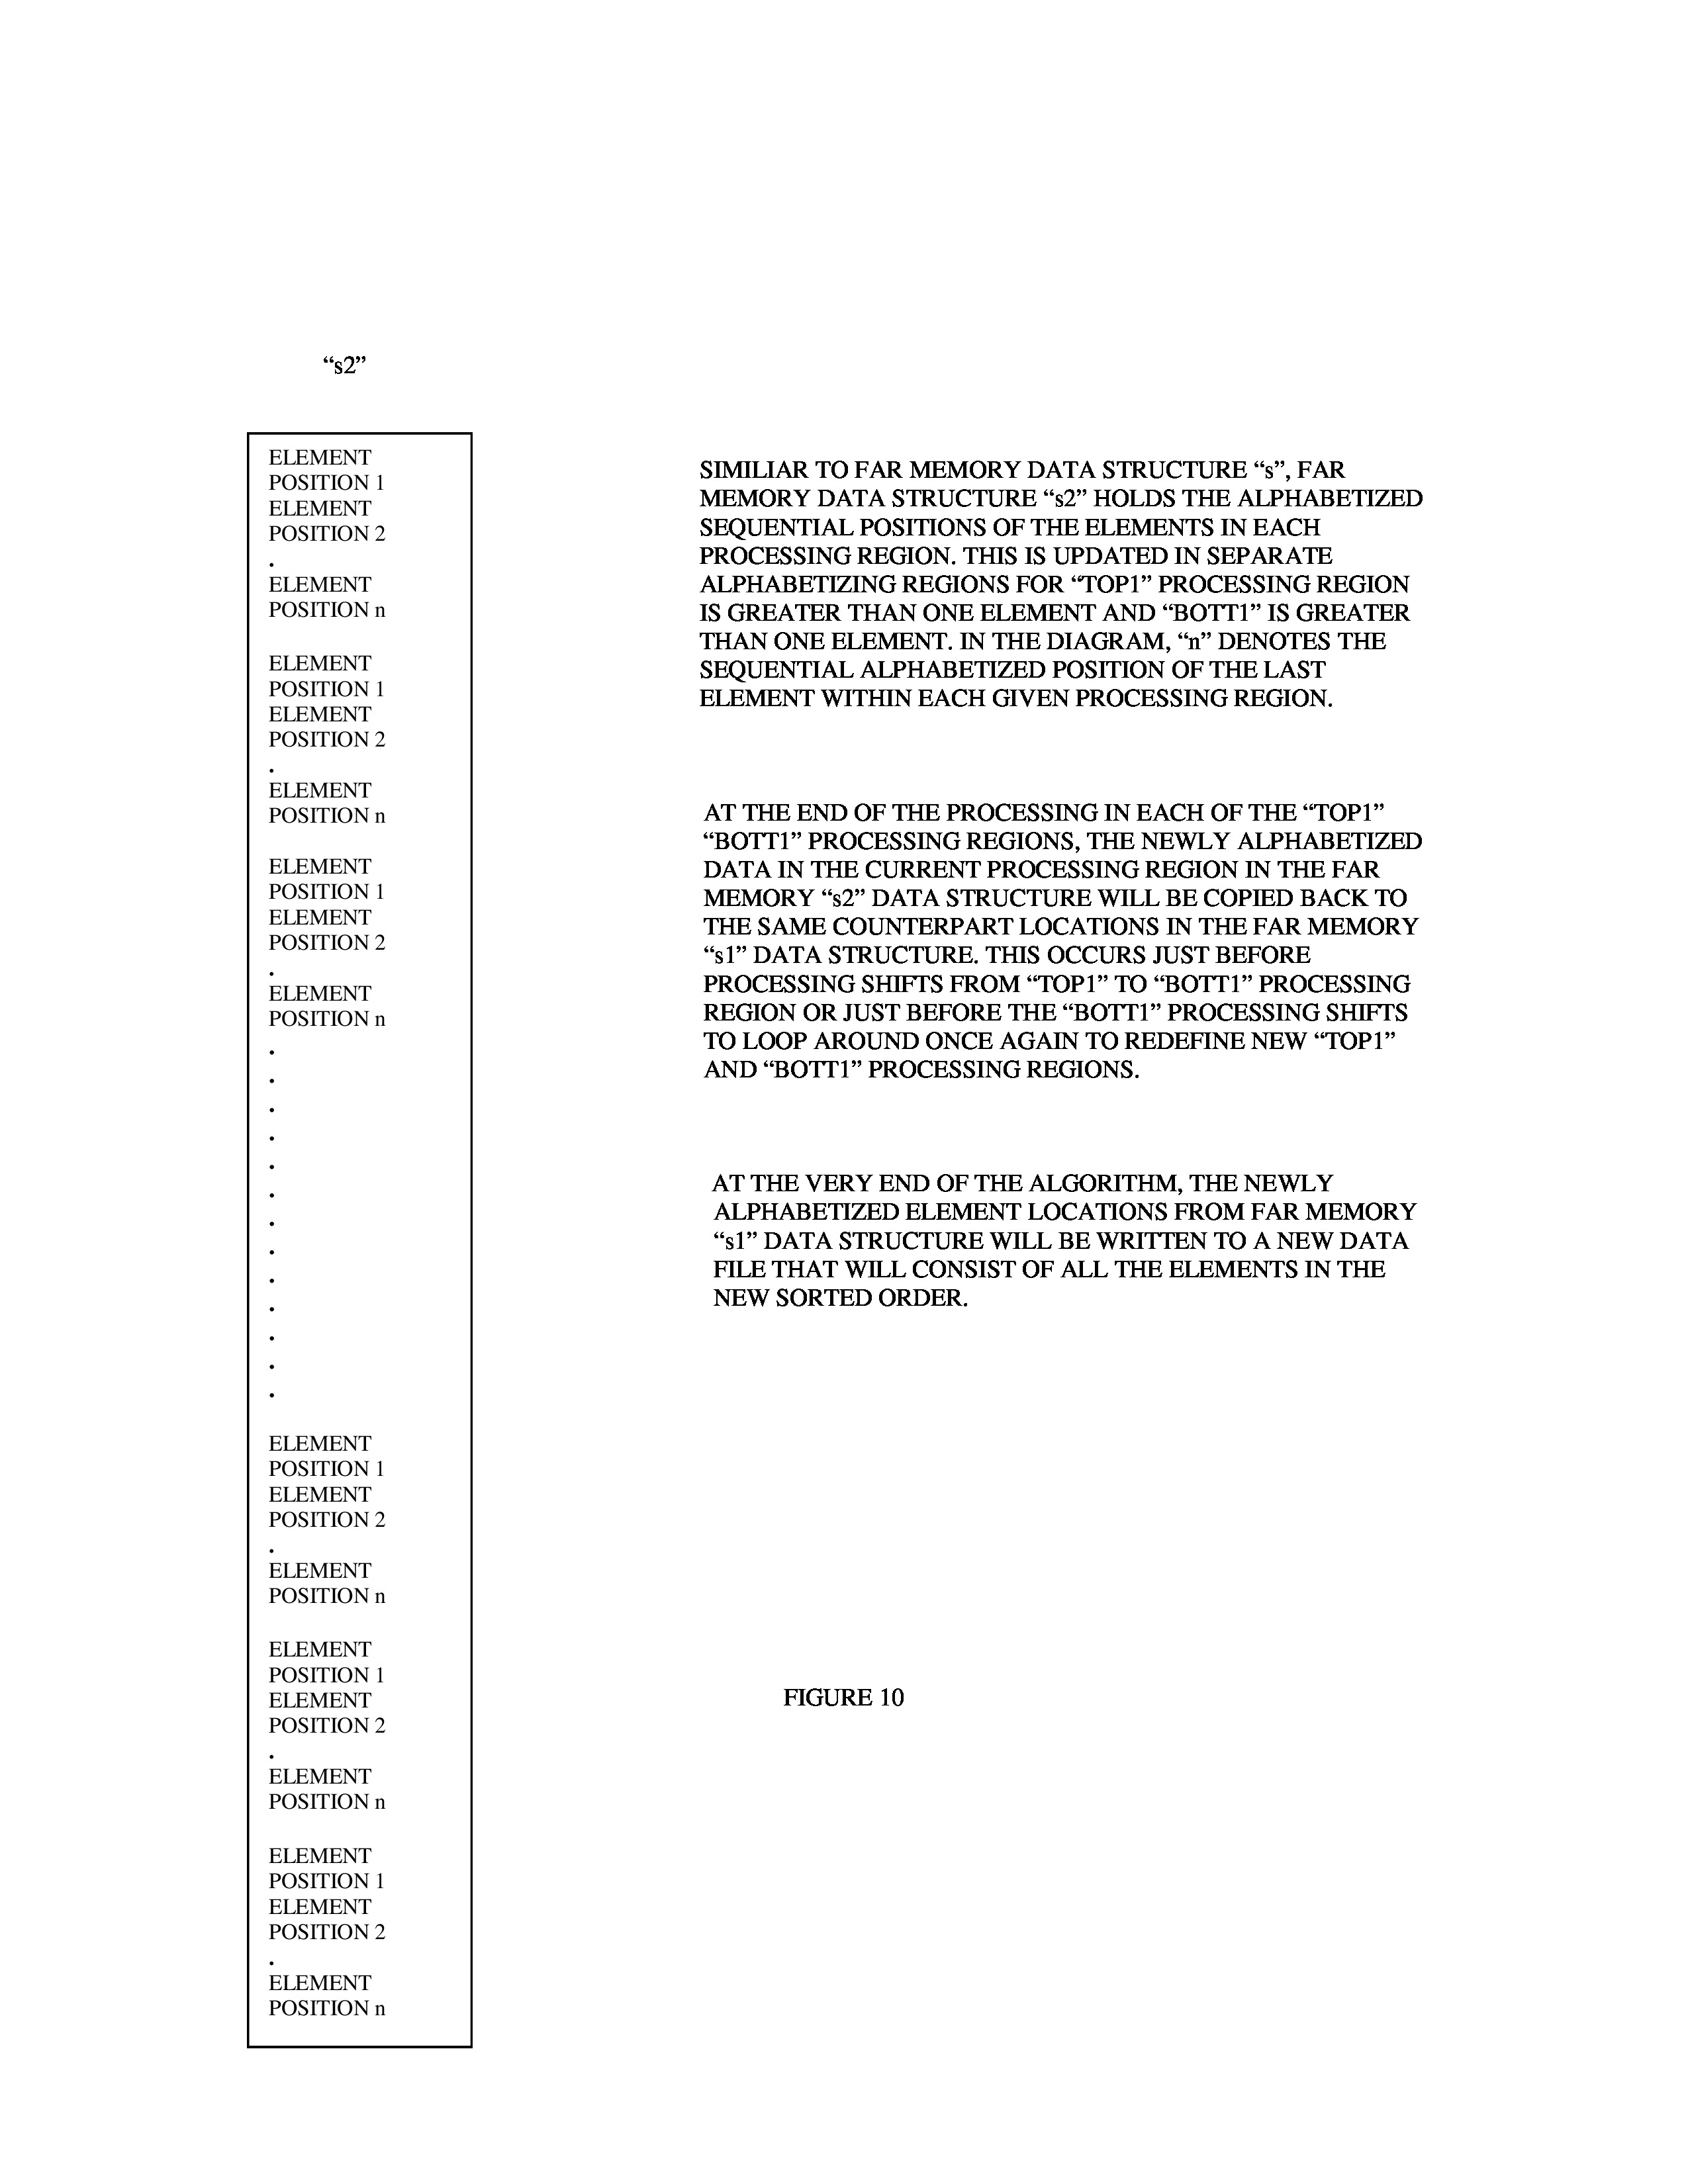 “s2”
ELEMENT
POSITION 1
ELEMENT
POSITION 2
.
ELEMENT
POSITION n
ELEMENT
POSITION 1
ELEMENT
POSITION 2
.
ELEMENT
POSITION n
ELEMENT
POSITION 1
ELEMENT
POSITION 2
.
ELEMENT
POSITION n
.
.
.
.
.
.
.
.
.
.
.
.
.
ELEMENT
POSITION 1
ELEMENT
POSITION 2
.
ELEMENT
POSITION n
ELEMENT
POSITION 1
ELEMENT
POSITION 2
.
ELEMENT
POSITION n
ELEMENT
POSITION 1
ELEMENT
POSITION 2
.
ELEMENT
POSITION n
SIMILIAR TO FAR MEMORY DATA STRUCTURE “s”, FAR
MEMORY DATA STRUCTURE “s2” HOLDS THE ALPHABETIZED
SEQUENTIAL POSITIONS OF THE ELEMENTS IN EACH
PROCESSING REGION. THIS IS UPDATED IN SEPARATE
ALPHABETIZING REGIONS FOR “TOP1” PROCESSING REGION
IS GREATER THAN ONE ELEMENT AND “BOTT1” IS GREATER
THAN ONE ELEMENT. IN THE DIAGRAM, “n” DENOTES THE
SEQUENTIAL ALPHABETIZED POSITION OF THE LAST
ELEMENT WITHIN EACH GIVEN PROCESSING REGION.
AT THE END OF THE PROCESSING IN EACH OF THE “TOP1”
“BOTT1” PROCESSING REGIONS, THE NEWLY ALPHABETIZED
DATA IN THE CURRENT PROCESSING REGION IN THE FAR
MEMORY “s2” DATA STRUCTURE WILL BE COPIED BACK TO
THE SAME COUNTERPART LOCATIONS IN THE FAR MEMORY
“s1” DATA STRUCTURE. THIS OCCURS JUST BEFORE
PROCESSING SHIFTS FROM “TOP1” TO “BOTT1” PROCESSING
REGION OR JUST BEFORE THE “BOTT1” PROCESSING SHIFTS
TO LOOP AROUND ONCE AGAIN TO REDEFINE NEW “TOP1”
AND “BOTT1” PROCESSING REGIONS.
AT THE VERY END OF THE ALGORITHM, THE NEWLY
ALPHABETIZED ELEMENT LOCATIONS FROM FAR MEMORY
“s1” DATA STRUCTURE WILL BE WRITTEN TO A NEW DATA
FILE THAT WILL CONSIST OF ALL THE ELEMENTS IN THE
NEW SORTED ORDER.
FIGURE 10